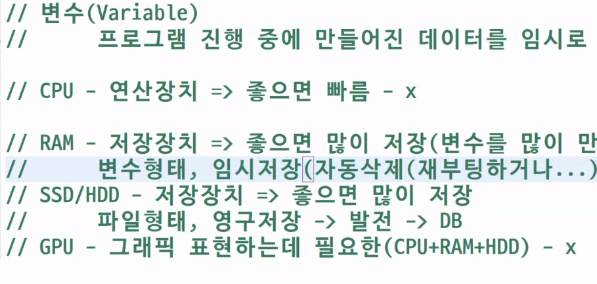 // 변수(Variable)
// 프로그램 진행 중에 만들어진 데이터를 임시로
// CPU - 연산장치 => 좋으면 빠름 - x
// RAM - 저장장치 => 좋으면 많이 저장(변수를 많이 만
// 변수형태, 임시저장(자동삭제(재부팅하거나...)
// SSD/HDD - 저장장치 => 좋으면 많이 저장
// 파일형태, 영구저장 -> 발전 -> DB
// GPU - 그래픽 표현하는데 필요한(CPU+RAM+HDD) - x